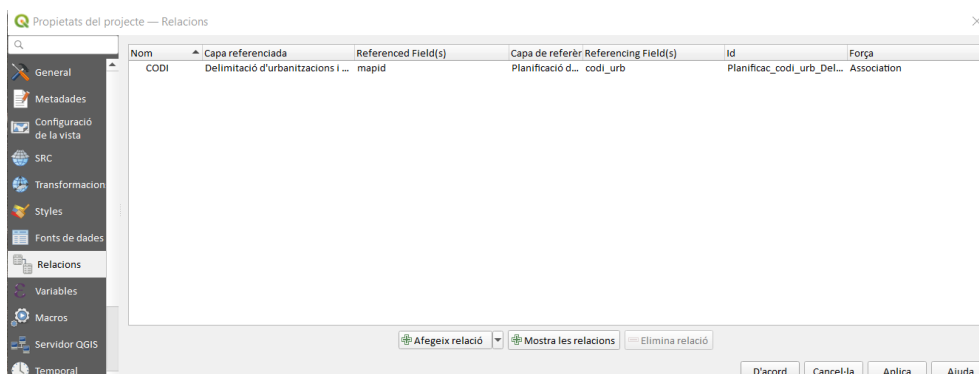 Propietats del projecte — Relacions
Nom
Capa referenciada
Referenced Field(s)
Capa de referèr
Referencing Field(s)
Id
Força
CODI
Delimitació d'urbanitzacions i ...
mapid
Planificació d...
codi_urb
Planificac_codi_urb_Del...
Association
General
Metadades
Configuració
de la vista
SRC
Transformacion
Styles
Fonts de dades
Relacions
Variables
Macros
Servidor QGIS
Temporal
Afegeix relació
Mostra les relacions
Elimina relació
D'acord
Cancel·la
Aplica
Ajuda